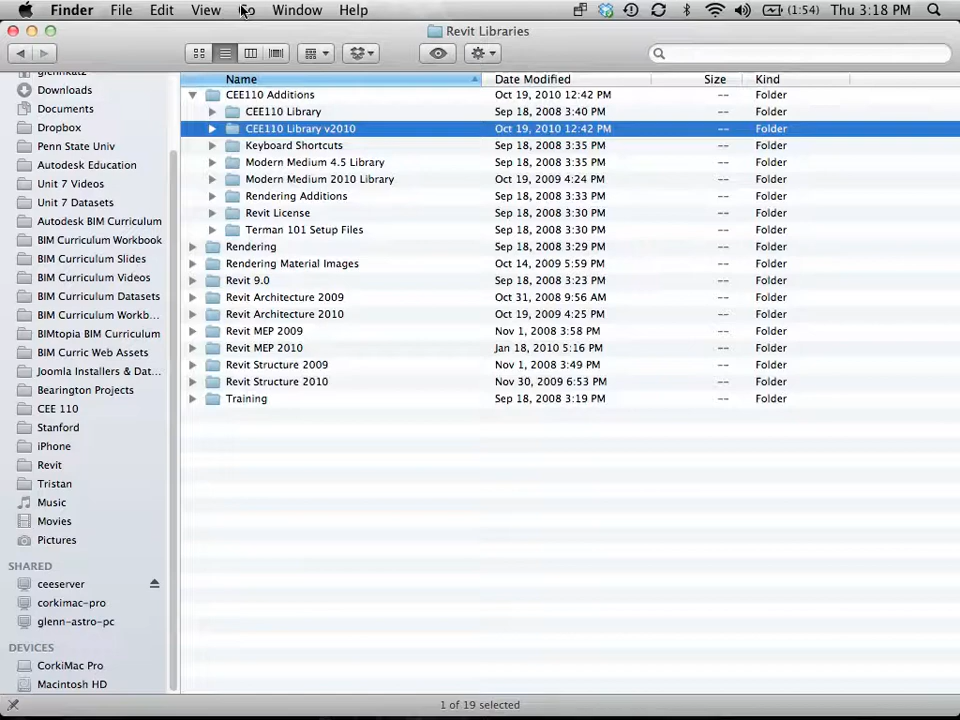 Finder File Edit View Window Help (1:54) Thu 3:18 PM
Revit Libraries
Name Date Modified Size Kind
glennkatz
Downloads
Documents
Dropbox
Penn State Univ
Autodesk Education
Unit 7 Videos
Unit 7 Datasets
Autodesk BIM Curriculum
BIM Curriculum Workbook
BIM Curriculum Slides
BIM Curriculum Videos
BIM Curriculum Datasets
BIM Curriculum Workb...
BIMtopia BIM Curriculum
BIM Curric Web Assets
Joomla Installers & Dat...
Bearington Projects
CEE 110
Stanford
iPhone
Revit
Tristan
Music
Movies
Pictures
SHARED
ceeserver
corkimac-pro
glenn-astro-pc
DEVICES
CorkiMac Pro
Macintosh HD
CEE110 Additions Oct 19, 2010 12:42 PM -- Folder
CEE110 Library Sep 18, 2008 3:40 PM -- Folder
CEE110 Library v2010 Oct 19, 2010 12:42 PM -- Folder
Keyboard Shortcuts Sep 18, 2008 3:35 PM -- Folder
Modern Medium 4.5 Library Sep 18, 2008 3:35 PM -- Folder
Modern Medium 2010 Library Oct 19, 2009 4:24 PM -- Folder
Rendering Additions Sep 18, 2008 3:33 PM -- Folder
Revit License Sep 18, 2008 3:30 PM -- Folder
Terman 101 Setup Files Sep 18, 2008 3:30 PM -- Folder
Rendering Sep 18, 2008 3:29 PM -- Folder
Rendering Material Images Oct 14, 2009 5:59 PM -- Folder
Revit 9.0 Sep 18, 2008 3:23 PM -- Folder
Revit Architecture 2009 Oct 31, 2008 9:56 AM -- Folder
Revit Architecture 2010 Oct 19, 2009 4:25 PM -- Folder
Revit MEP 2009 Nov 1, 2008 3:58 PM -- Folder
Revit MEP 2010 Jan 18, 2010 5:16 PM -- Folder
Revit Structure 2009 Nov 1, 2008 3:49 PM -- Folder
Revit Structure 2010 Nov 30, 2009 6:53 PM -- Folder
Training Sep 18, 2008 3:19 PM -- Folder
1 of 19 selected